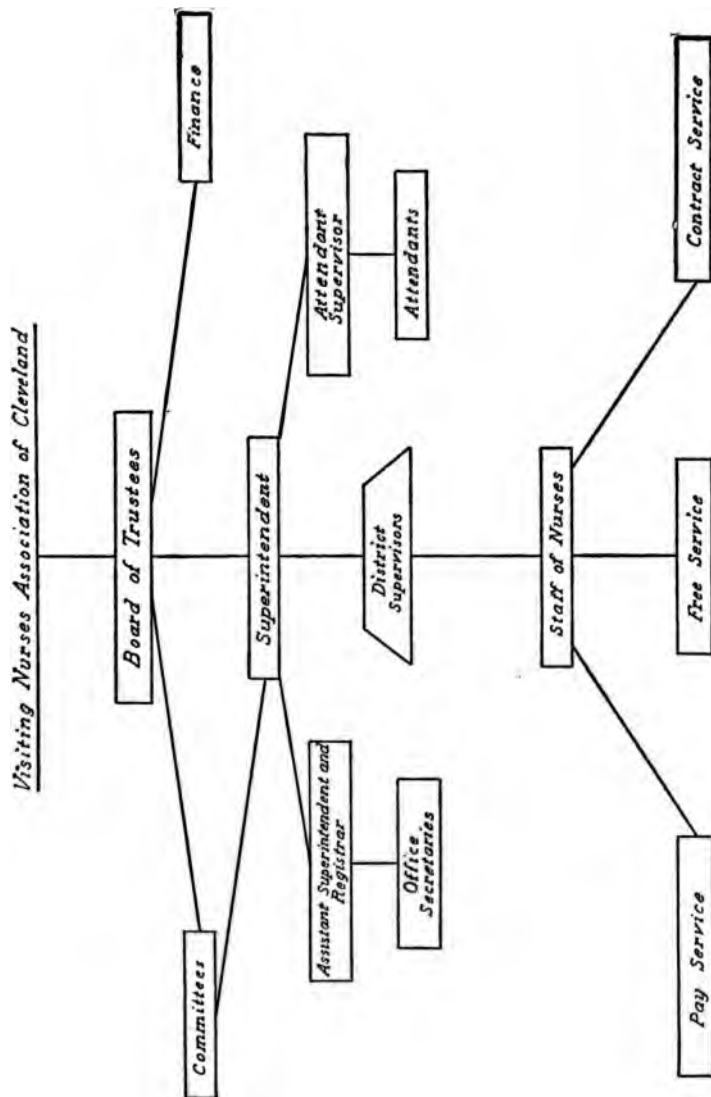 Visiting Nurses Association of Cleveland
Board of Trustees
Committees
Finance
Superintendent
Assistant Superintendent and
Registrar
Attendant
Supervisor
Office
Secretaries
District
Supervisors
Attendants
Staff of Nurses
Pay Service
Free Service
Contract Service